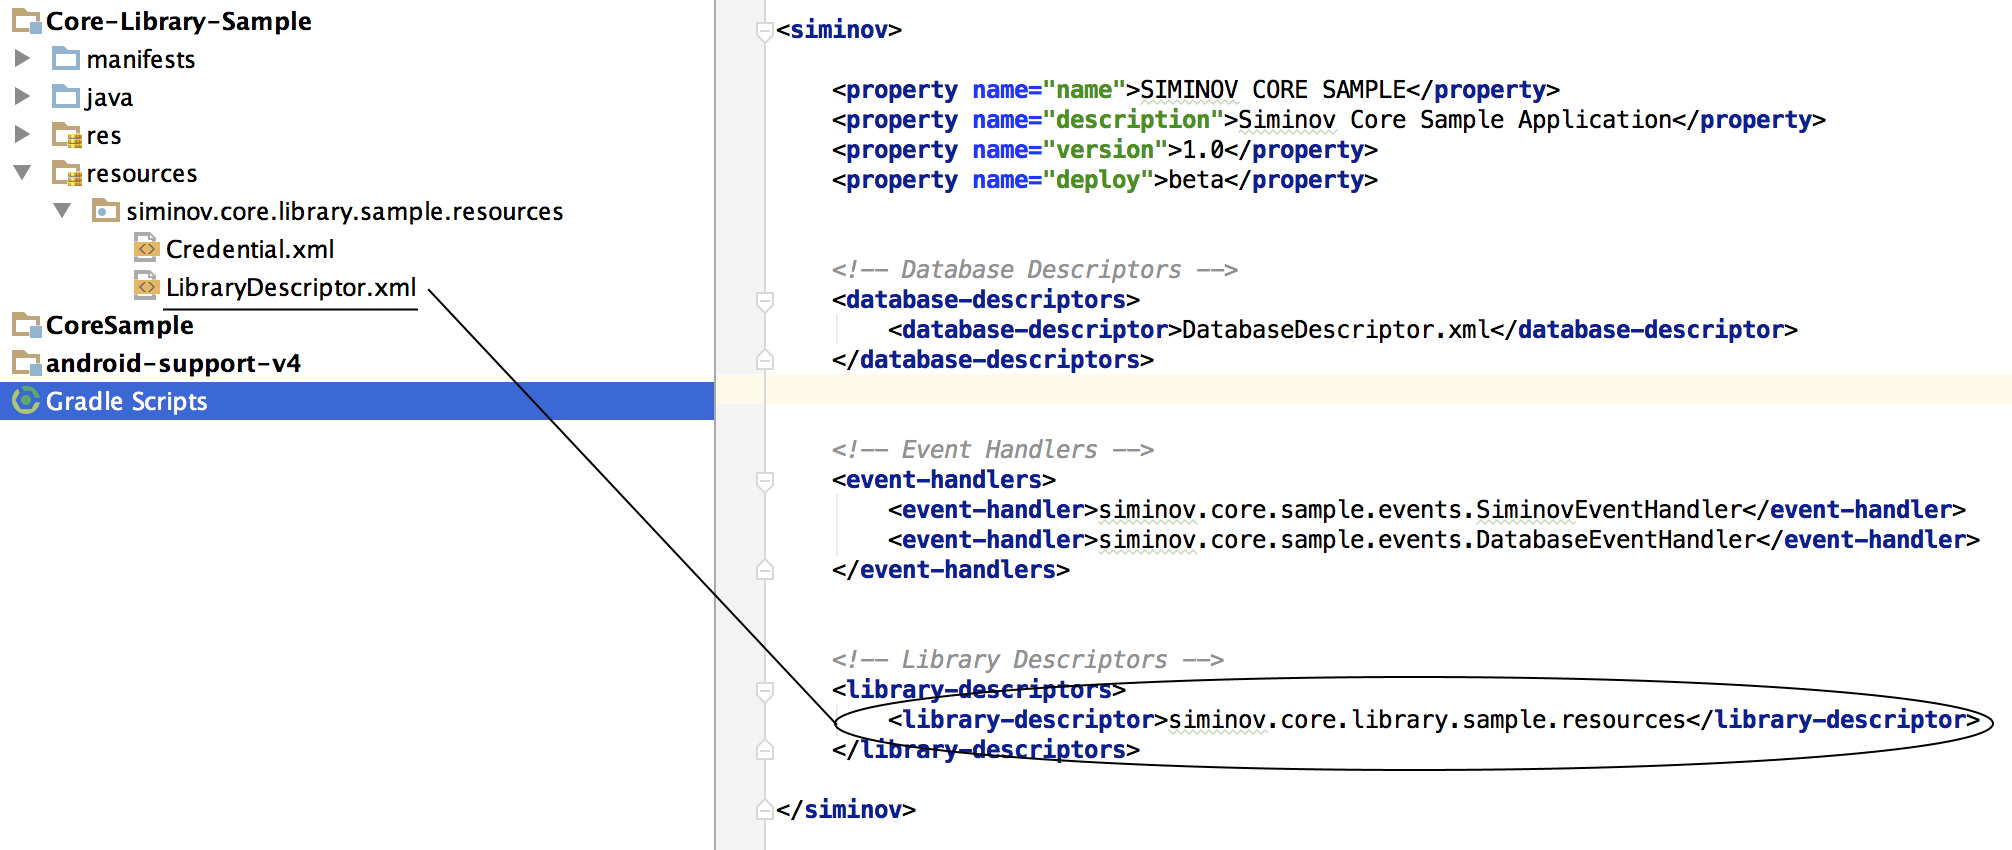 Core-Library-Sample
manifests
java
res
resources
siminov.core.library.sample.resources
Credential.xml
LibraryDescriptor.xml
CoreSample
android-support-v4
Gradle Scripts
<siminov>
<property name="name">SIMINOV CORE SAMPLE</property>
<property name="description">Siminov Core Sample Application</property>
<property name="version">1.0</property>
<property name="deploy">beta</property>
<!-- Database Descriptors -->
<database-descriptors>
<database-descriptor>DatabaseDescriptor.xml</database-descriptor>
</database-descriptors>
<!-- Event Handlers -->
<event-handlers>
<event-handler>siminov.core.sample.events.SiminovEventHandler</event-handler>
<event-handler>siminov.core.sample.events.DatabaseEventHandler</event-handler>
</event-handlers>
<!-- Library Descriptors -->
<library-descriptors>
<library-descriptor>siminov.core.library.sample.resources</library-descriptor>
</library-descriptors>
</siminov>